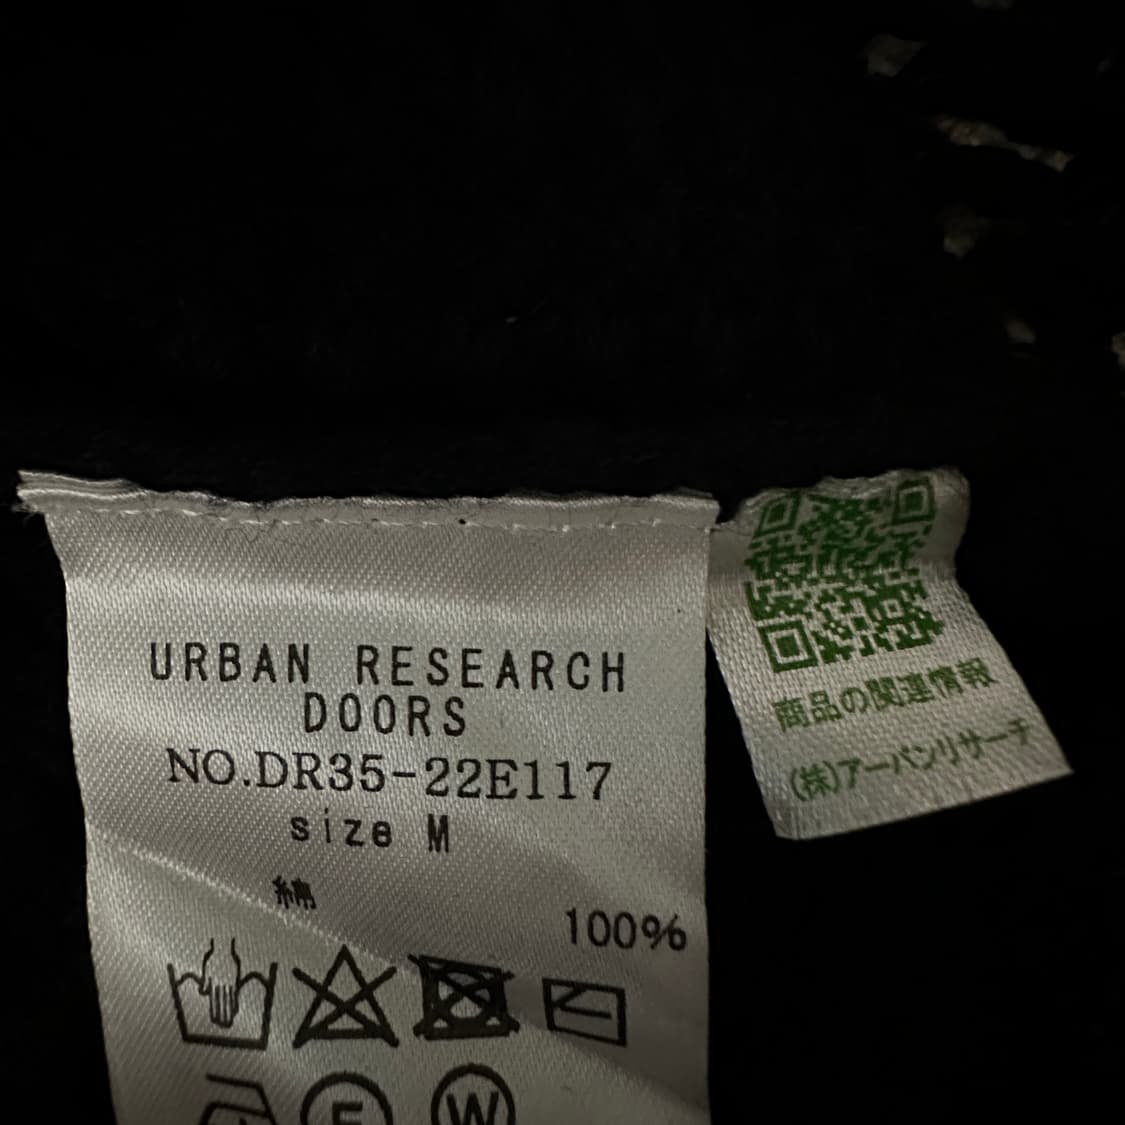 URBAN RESEARCH
DOORS
NO.DR35-22E117
size M
綿 100%
F
W
商品の関連情報
(株)アーバンリサーチ